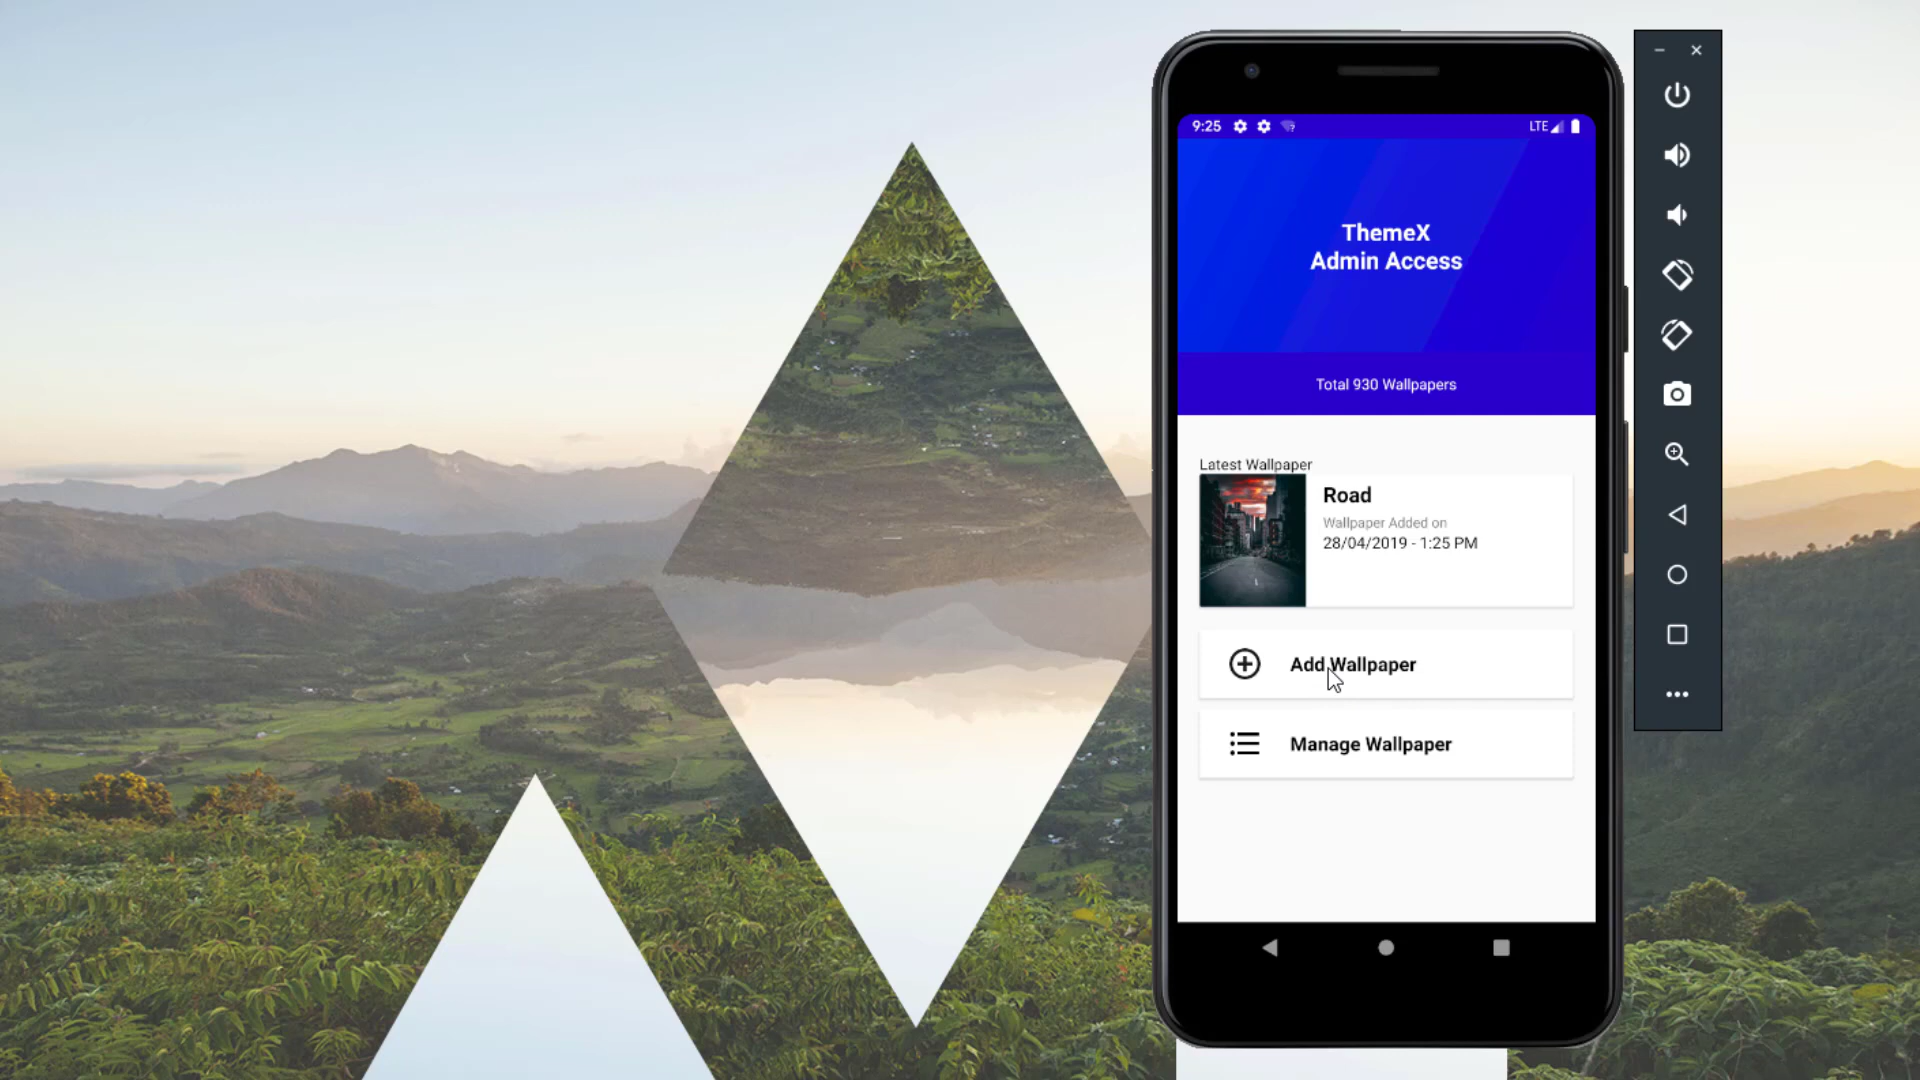 9:25
LTE
ThemeX
Admin Access
Total 930 Wallpapers
Latest Wallpaper
Road
Wallpaper Added on
28/04/2019 - 1:25 PM
Add Wallpaper
Manage Wallpaper